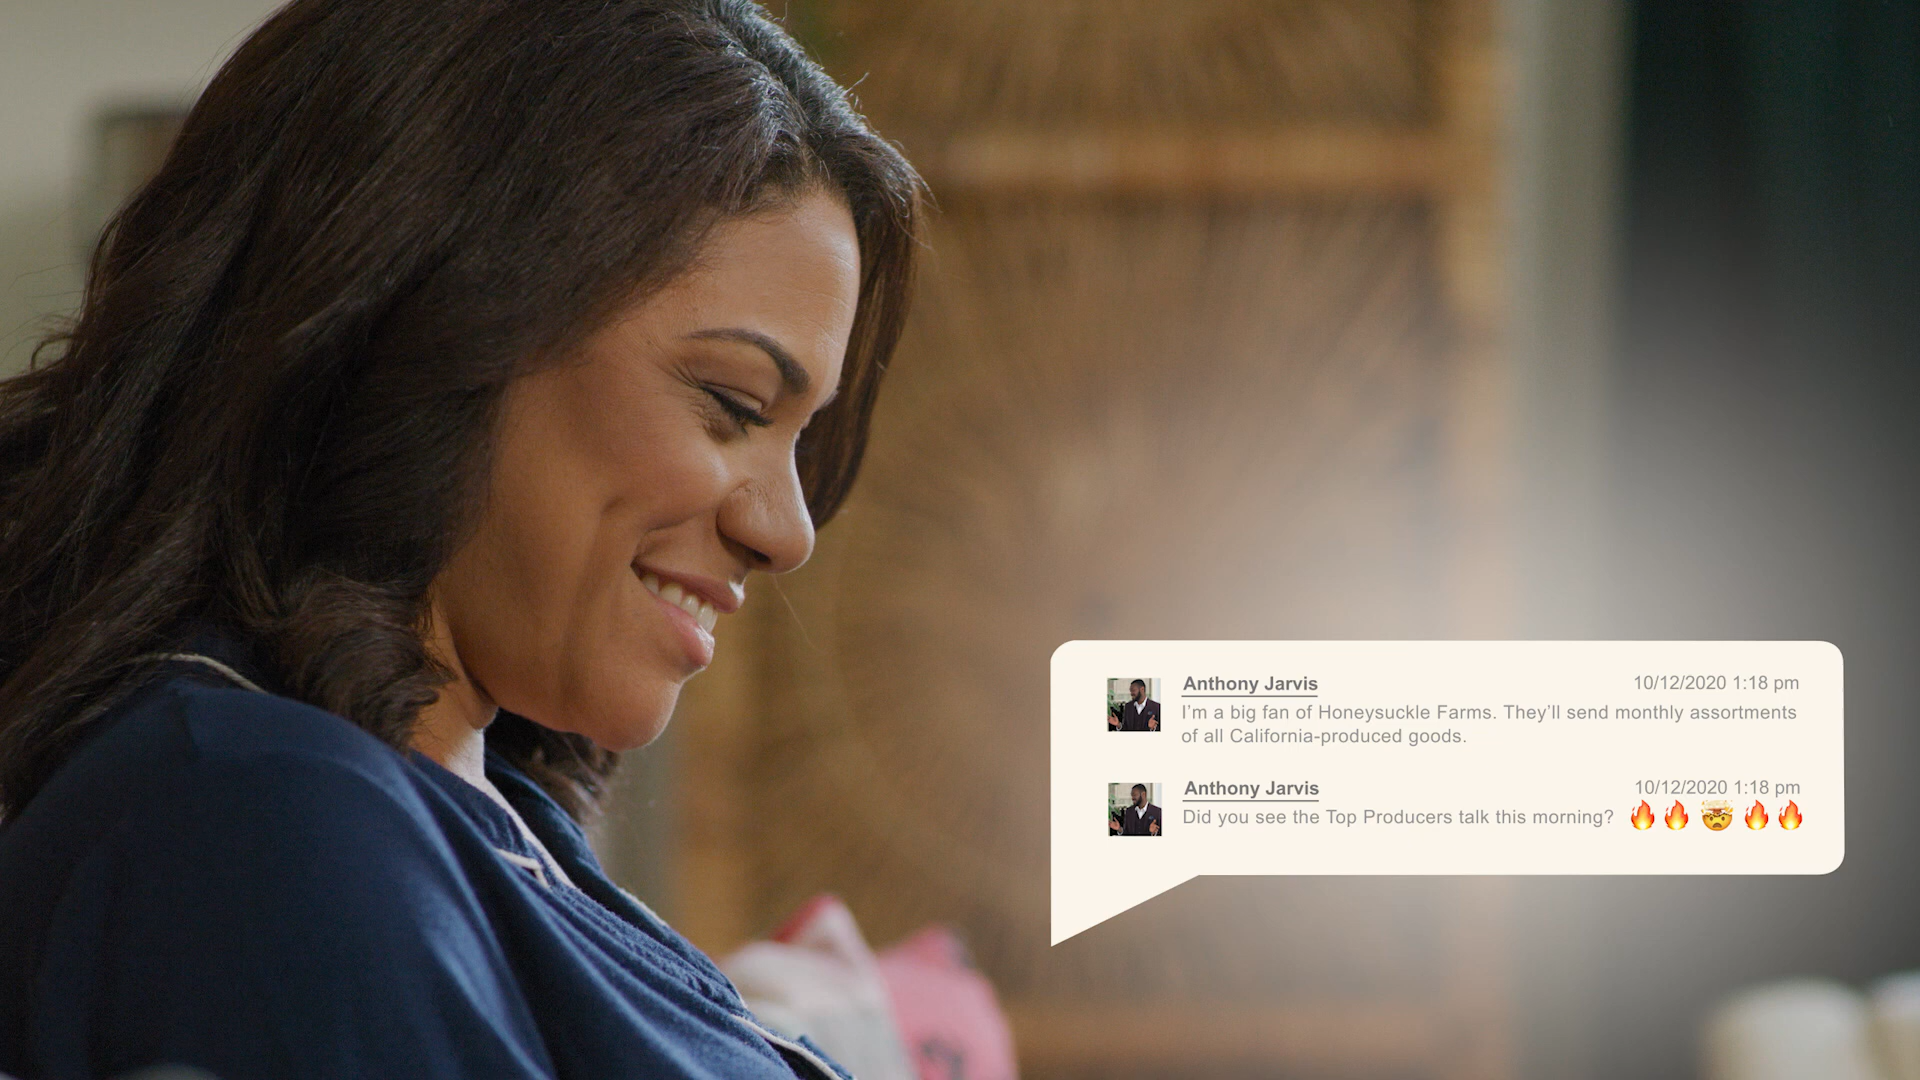 Anthony Jarvis 10/12/2020 1:18 pm
I'm a big fan of Honeysuckle Farms. They'll send monthly assortments
of all California-produced goods.
Anthony Jarvis 10/12/2020 1:18 pm
Did you see the Top Producers talk this morning? 🔥🔥🤯🔥🔥